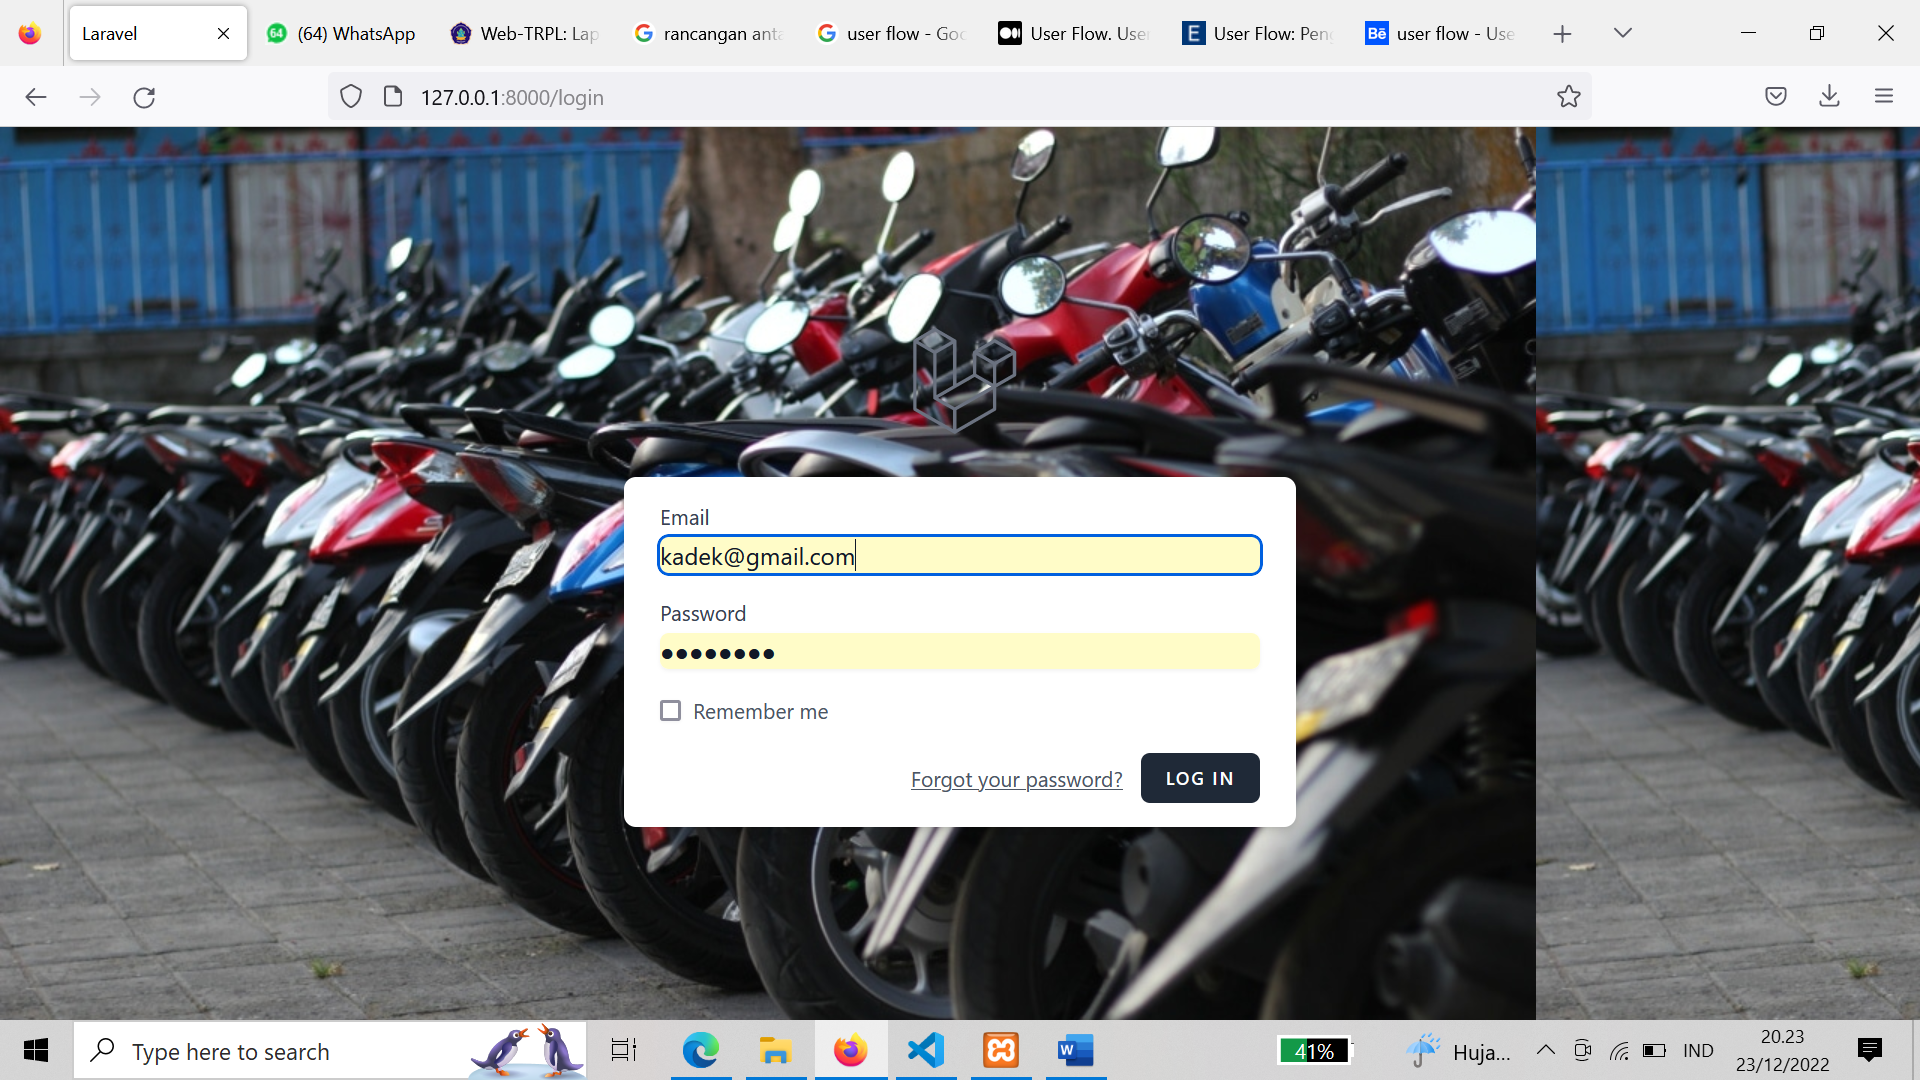 Laravel
(64) WhatsApp
Web-TRPL: Lap
rancangan anta
user flow - Goo
User Flow. User
User Flow: Peng
user flow - Use
127.0.0.1:8000/login
Email
kadek@gmail.com
Password
Remember me
Forgot your password?
LOG IN
Type here to search
41%
Huja...
IND
20.23
23/12/2022